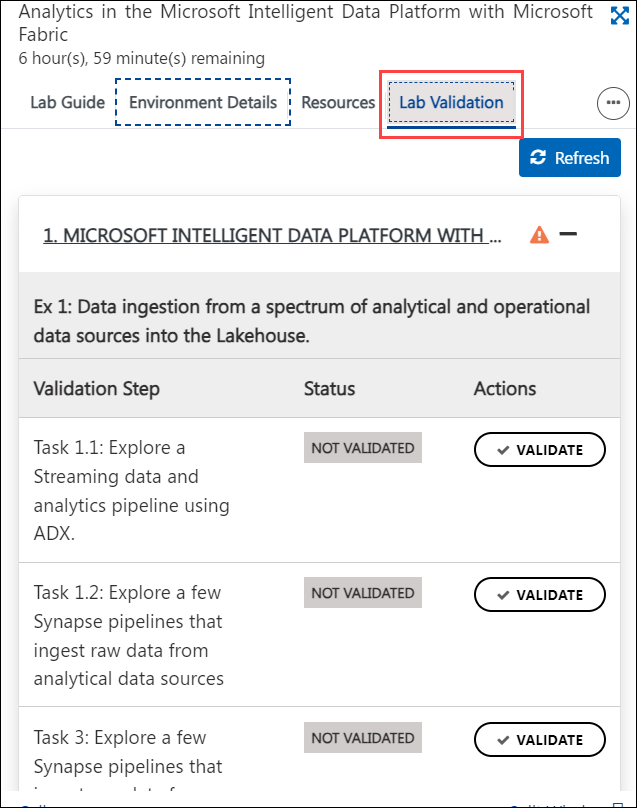 Analytics in the Microsoft Intelligent Data Platform with Microsoft
Fabric
6 hour(s), 59 minute(s) remaining
Lab Guide Environment Details Resources Lab Validation
Refresh
1. MICROSOFT INTELLIGENT DATA PLATFORM WITH ...
Ex 1: Data ingestion from a spectrum of analytical and operational
data sources into the Lakehouse.
Validation Step Status Actions
Task 1.1: Explore a NOT VALIDATED VALIDATE
Streaming data and
analytics pipeline using
ADX.
Task 1.2: Explore a few NOT VALIDATED VALIDATE
Synapse pipelines that
ingest raw data from
analytical data sources
Task 3: Explore a few NOT VALIDATED VALIDATE
Synapse pipelines that